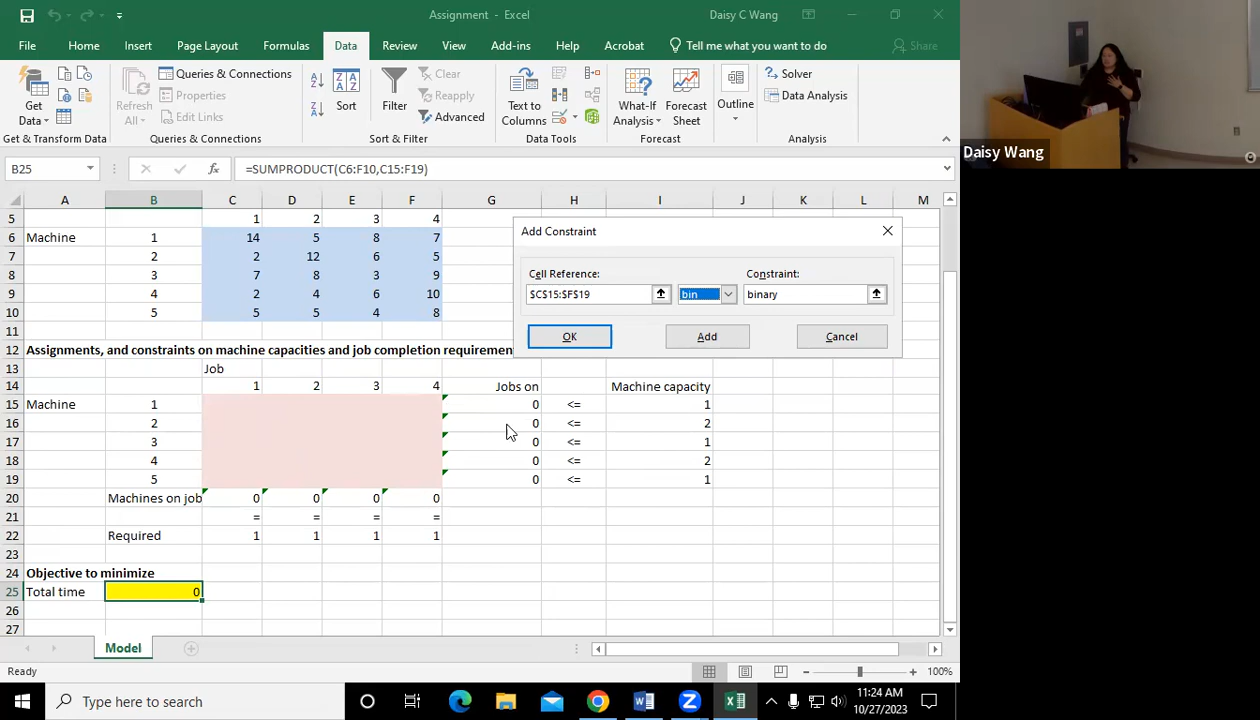 Assignment - Excel
Daisy C Wang
File Home Insert Page Layout Formulas Data Review View Add-ins Help Acrobat Tell me what you want to do Share
Get Data
Refresh All
Queries & Connections
Properties
Edit Links
Sort
Filter
Clear
Reapply
Advanced
Text to Columns
What-If Analysis
Forecast Sheet
Outline
Solver
Data Analysis
Get & Transform Data Queries & Connections Sort & Filter Data Tools Forecast Analysis
Daisy Wang
B25 fx =SUMPRODUCT(C6:F10,C15:F19)
A B C D E F G H I J K L M
5 1 2 3 4
6 Machine 1 14 5 8 7
7 2 2 12 6 5
8 3 7 8 3 9
9 4 2 4 6 10
10 5 5 5 4 8
11
Add Constraint
Cell Reference: Constraint:
$C$15:$F$19 bin binary
OK Add Cancel
12 Assignments, and constraints on machine capacities and job completion requiremen
13 Job
14 1 2 3 4 Jobs on Machine capacity
15 Machine 1 0 <= 1
16 2 0 <= 2
17 3 0 <= 1
18 4 0 <= 2
19 5 0 <= 1
20 Machines on job 0 0 0 0
21 = = = =
22 Required 1 1 1 1
23
24 Objective to minimize
25 Total time 0
26
27
Model
Ready 100%
Type here to search
11:24 AM
10/27/2023